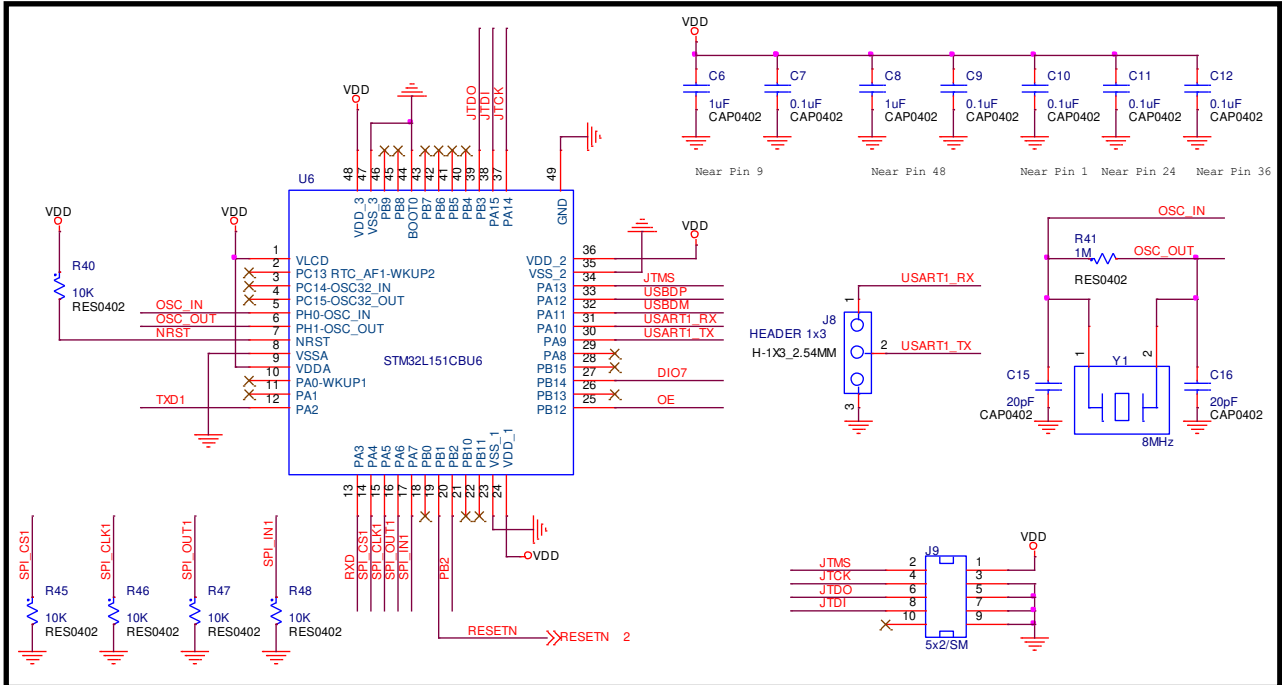 VDD
C6
C7
C8
C9
C10
C11
C12
1uF
0.1uF
1uF
0.1uF
0.1uF
0.1uF
0.1uF
CAP0402
CAP0402
CAP0402
CAP0402
CAP0402
CAP0402
CAP0402
Near Pin 9
Near Pin 48
Near Pin 1
Near Pin 24
Near Pin 36
VDD
JTDO
JTDI
JTCK
U6
48
47
46
45
44
43
42
41
40
39
38
37
49
VDD_3
VSS_3
PB9
PB8
BOOT0
PB7
PB6
PB5
PB4
PB3
PA15
PA14
GND
VDD
R40
10K
RES0402
VDD
OSC_IN
OSC_OUT
NRST
TXD1
1
2
3
4
5
6
7
8
9
10
11
12
VLCD
PC13 RTC_AF1-WKUP2
PC14-OSC32_IN
PC15-OSC32_OUT
PH0-OSC_IN
PH1-OSC_OUT
NRST
VSSA
VDDA
PA0-WKUP1
PA1
PA2
STM32L151CBU6
VDD_2
VSS_2
PA13
PA12
PA11
PA10
PA9
PA8
PB15
PB14
PB13
PB12
36
35
34
33
32
31
30
29
28
27
26
25
VDD
JTMS
USBDP
USBDM
USART1_RX
USART1_TX
DIO7
OE
PA3
PA4
PA5
PA6
PA7
PB0
PB1
PB2
PB10
PB11
VSS_1
VDD_1
13
14
15
16
17
18
19
20
21
22
23
24
RXD
SPI_CS1
SPI_CLK1
SPI_OUT1
SPI_IN1
PB2
VDD
RESETN
RESETN 2
USART1_RX
1
J8
HEADER 1x3
H-1X3_2.54MM
2
USART1_TX
3
OSC_IN
R41
1M
OSC_OUT
RES0402
1
2
Y1
C15
20pF
CAP0402
C16
20pF
CAP0402
8MHz
SPI_CS1
SPI_CLK1
SPI_OUT1
SPI_IN1
R45
R46
R47
R48
10K
10K
10K
10K
RES0402
RES0402
RES0402
RES0402
VDD
J9
JTMS
2
1
JTCK
4
3
JTDO
6
5
JTDI
8
7
10
9
5x2/SM